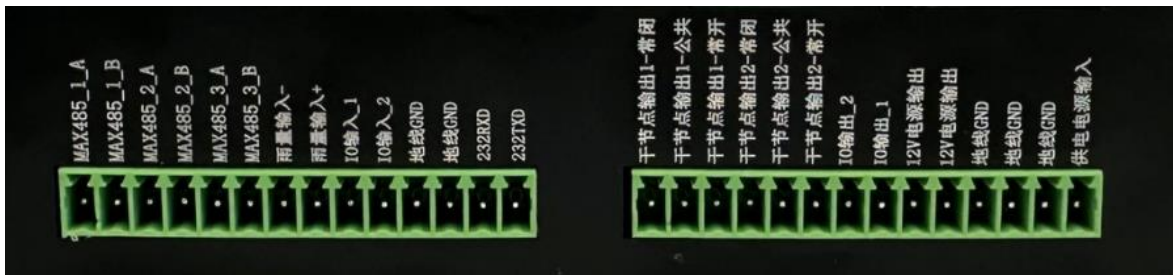 MAX485_1_A
MAX485_1_B
MAX485_2_A
MAX485_2_B
MAX485_3_A
MAX485_3_B
雨量输入-
雨量输入+
IO输入_1
IO输入_2
地线GND
地线GND
232RXD
232TXD
干节点输出1-常闭
干节点输出1-公共
干节点输出1-常开
干节点输出2-常闭
干节点输出2-公共
干节点输出2-常开
IO输出_2
IO输出_1
12V电源输出
12V电源输出
地线GND
地线GND
地线GND
供电电源输入